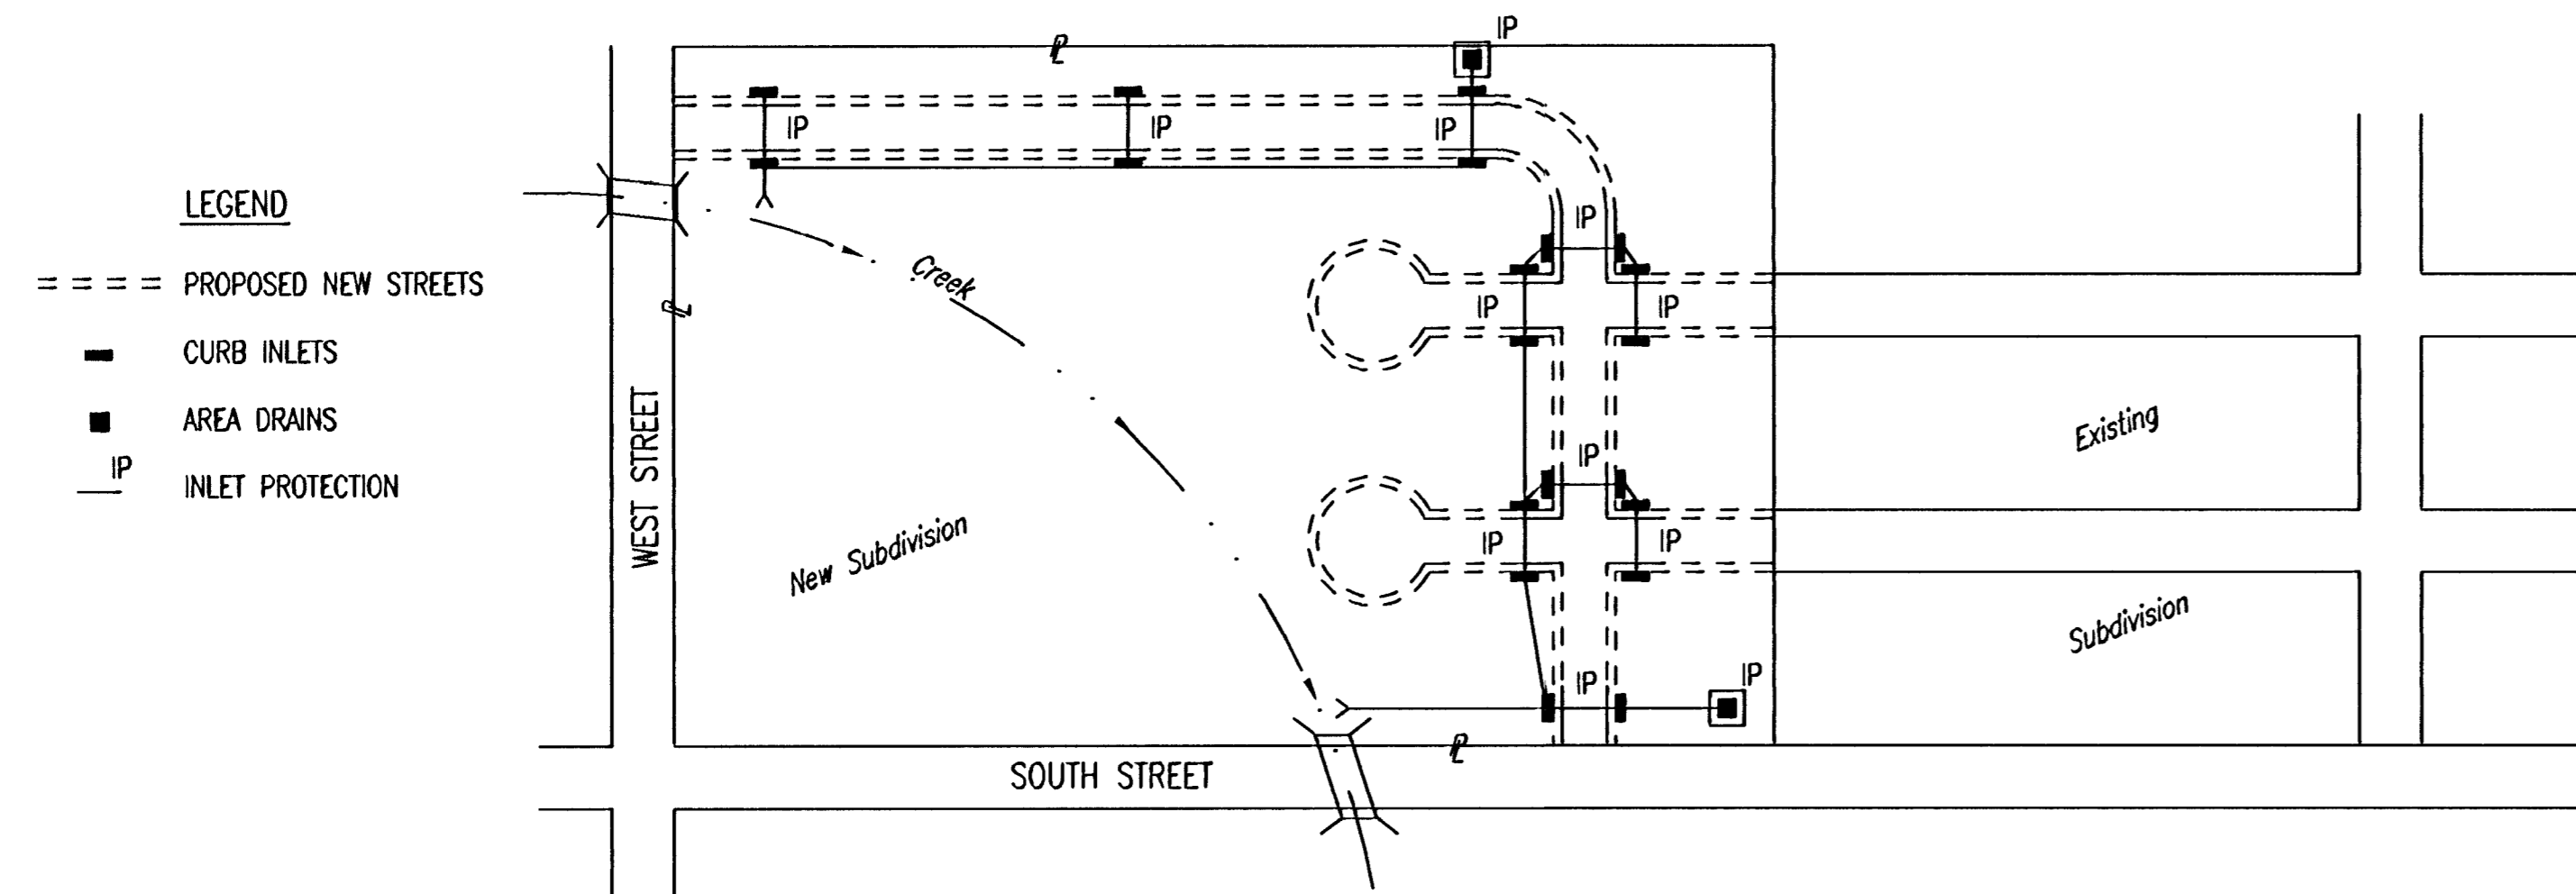 IP
℄
IP
IP
IP
LEGEND
IP
PROPOSED NEW STREETS
Creek
IP
IP
℄
CURB INLETS
AREA DRAINS
WEST STREET
Existing
IP
IP
INLET PROTECTION
New Subdivision
IP
IP
Subdivision
IP
IP
℄
SOUTH STREET